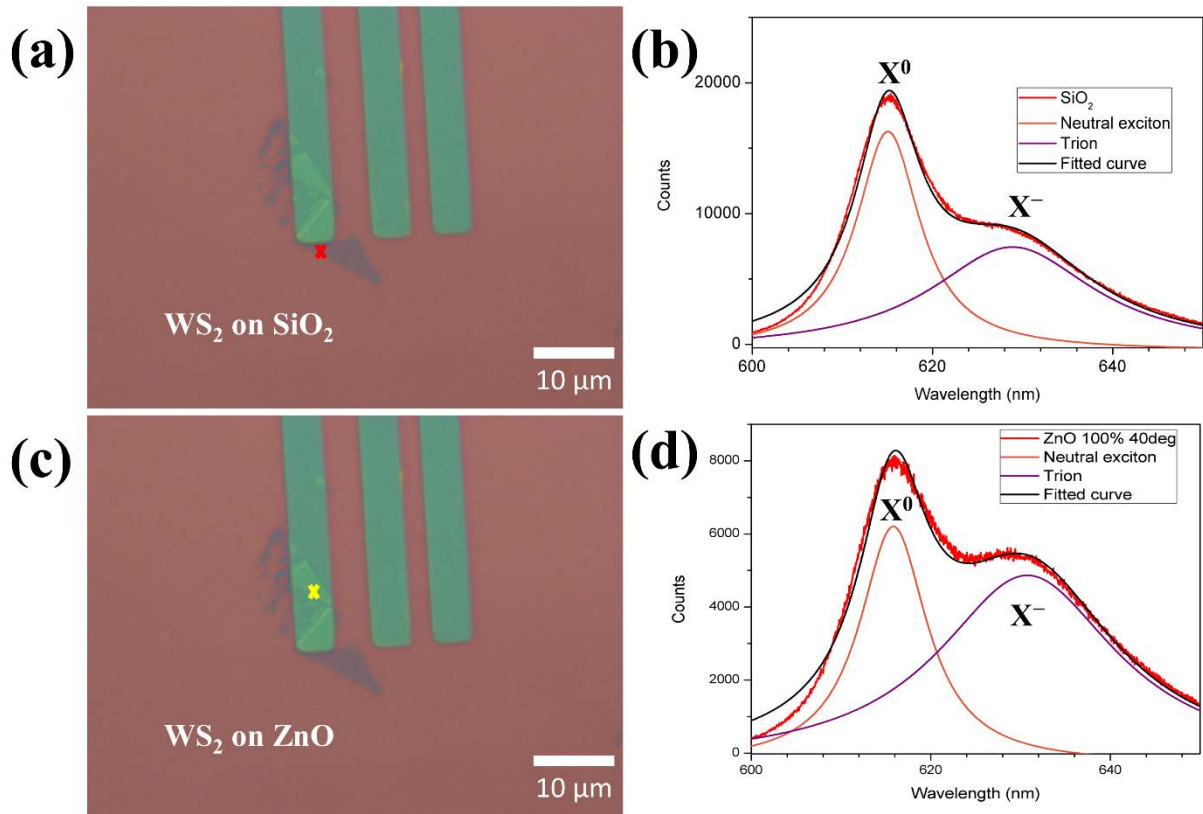 (a)
WS₂ on SiO₂
10 μm
(b)
X⁰
X⁻
SiO₂
Neutral exciton
Trion
Fitted curve
20000
10000
0
Counts
600
620
640
Wavelength (nm)
(c)
WS₂ on ZnO
10 μm
(d)
X⁰
X⁻
ZnO 100% 40deg
Neutral exciton
Trion
Fitted curve
8000
6000
4000
2000
0
Counts
600
620
640
Wavelength (nm)